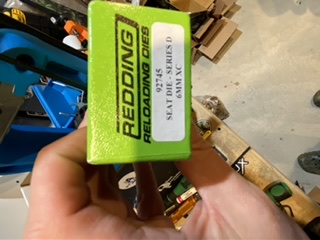 REDDING
RELOADING DIES
92745
SEAT DIE - SERIES D
6MM XC